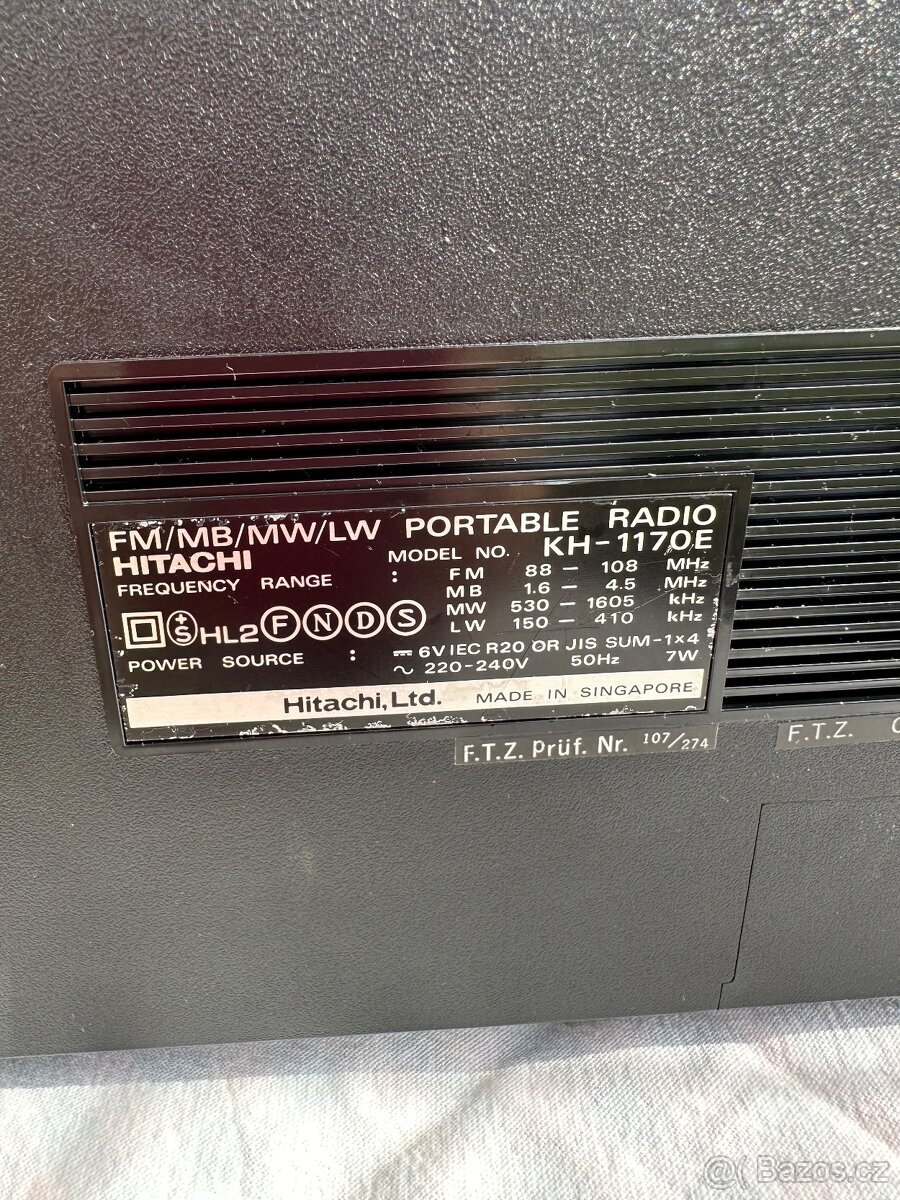 FM/MB/MW/LW PORTABLE RADIO
HITACHI MODEL NO. KH-1170E
FREQUENCY RANGE : FM 88 - 108 MHz
MB 1.6 - 4.5 MHz
MW 530 - 1605 kHz
LW 150 - 410 kHz
S HL2 F N D S
POWER SOURCE : ⎓ 6V IEC R20 OR JIS SUM-1×4
~ 220-240V 50Hz 7W
Hitachi, Ltd. MADE IN SINGAPORE
F.T.Z. Prüf. Nr. 107/274
F.T.Z.
@ Bazos.cz